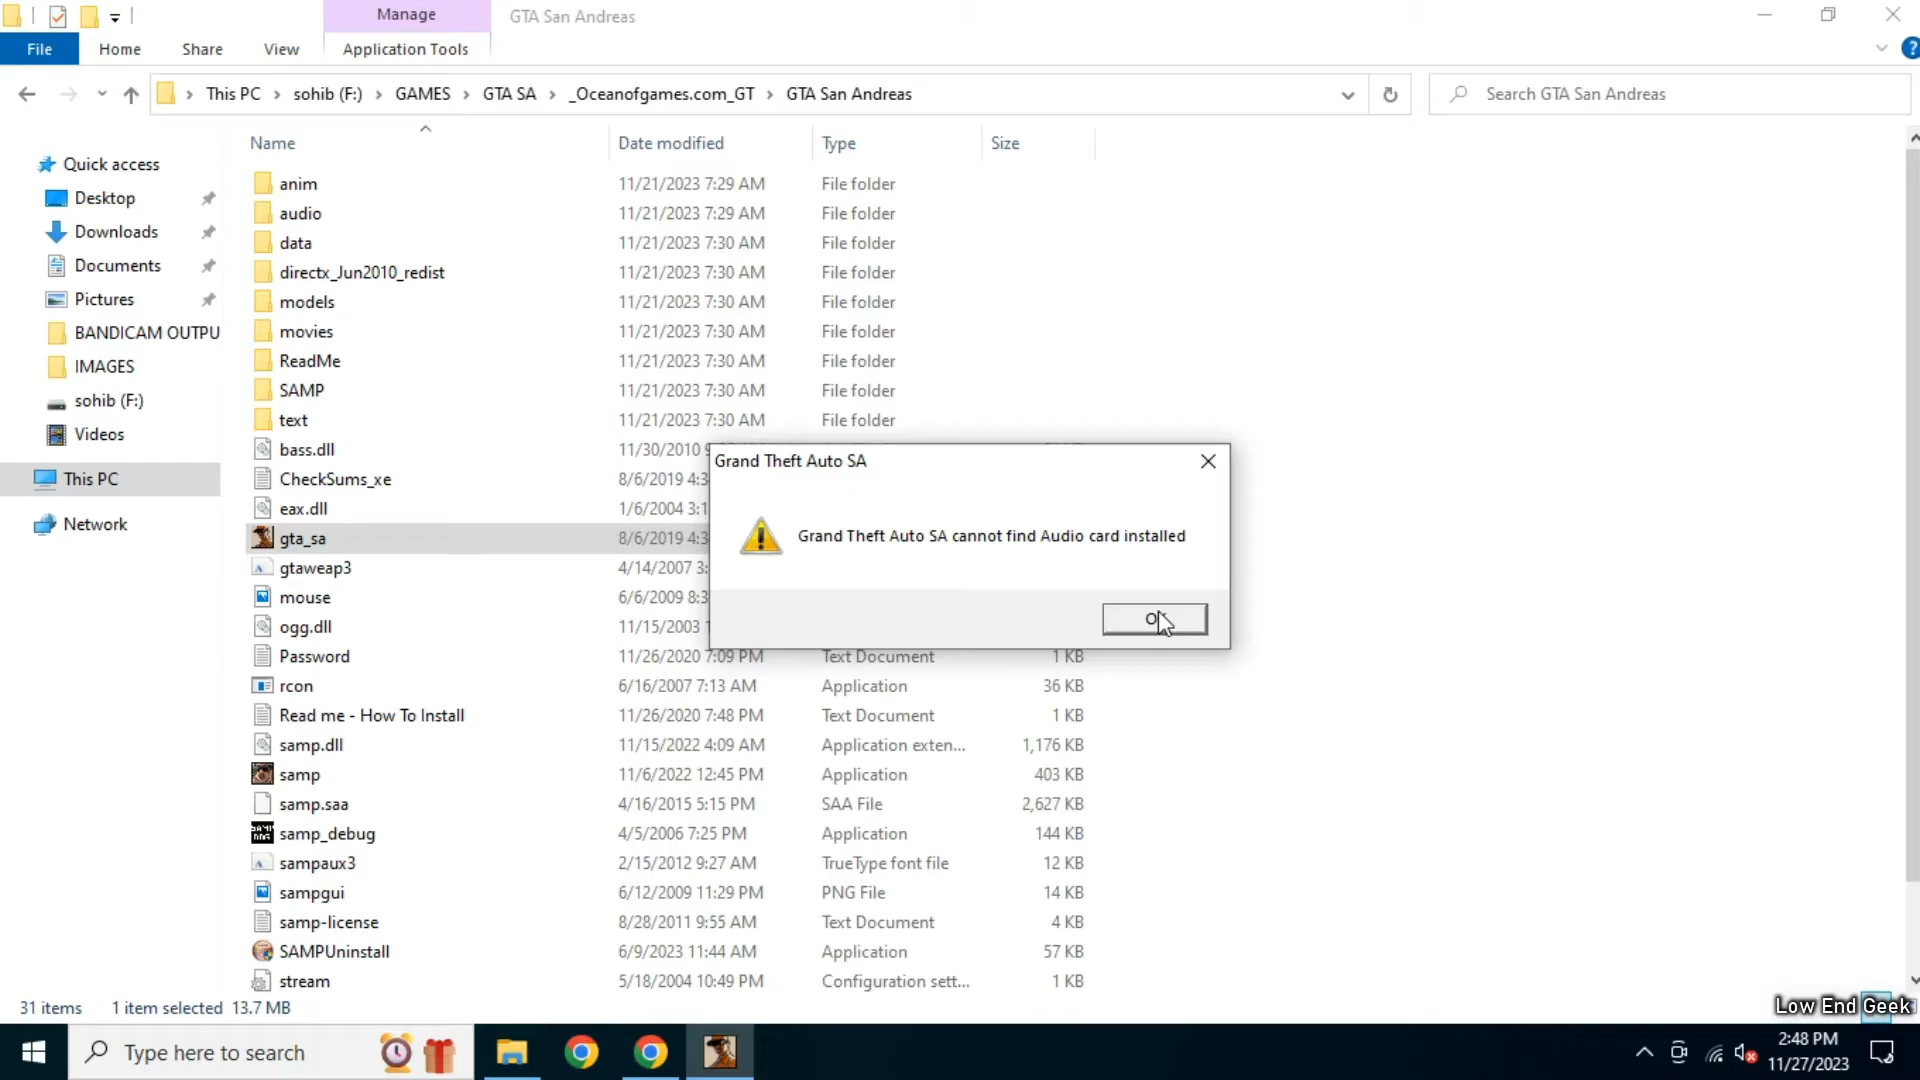 Manage
GTA San Andreas
File
Home
Share
View
Application Tools
This PC
sohib (F:)
GAMES
GTA SA
_Oceanofgames.com_GT
GTA San Andreas
Search GTA San Andreas
Name
Date modified
Type
Size
Quick access
Desktop
Downloads
Documents
Pictures
BANDICAM OUTPU
IMAGES
sohib (F:)
Videos
This PC
Network
anim 11/21/2023 7:29 AM File folder
audio 11/21/2023 7:29 AM File folder
data 11/21/2023 7:30 AM File folder
directx_Jun2010_redist 11/21/2023 7:30 AM File folder
models 11/21/2023 7:30 AM File folder
movies 11/21/2023 7:30 AM File folder
ReadMe 11/21/2023 7:30 AM File folder
SAMP 11/21/2023 7:30 AM File folder
text 11/21/2023 7:30 AM File folder
bass.dll 11/30/2010
CheckSums_xe 8/6/2019
eax.dll 1/6/2004
gta_sa 8/6/2019
gtaweap3 4/14/2007
mouse 6/6/2009
ogg.dll 11/15/2003
Password 11/26/2020 7:09 PM Text Document 1 KB
rcon 6/16/2007 7:13 AM Application 36 KB
Read me - How To Install 11/26/2020 7:48 PM Text Document 1 KB
samp.dll 11/15/2022 4:09 AM Application exten... 1,176 KB
samp 11/6/2022 12:45 PM Application 403 KB
samp.saa 4/16/2015 5:15 PM SAA File 2,627 KB
samp_debug 4/5/2006 7:25 PM Application 144 KB
sampaux3 2/15/2012 9:27 AM TrueType font file 12 KB
sampgui 6/12/2009 11:29 PM PNG File 14 KB
samp-license 8/28/2011 9:55 AM Text Document 4 KB
SAMPUninstall 6/9/2023 11:44 AM Application 57 KB
stream 5/18/2004 10:49 PM Configuration sett... 1 KB
Grand Theft Auto SA
Grand Theft Auto SA cannot find Audio card installed
31 items
1 item selected 13.7 MB
Low End Geek
Type here to search
2:48 PM
11/27/2023